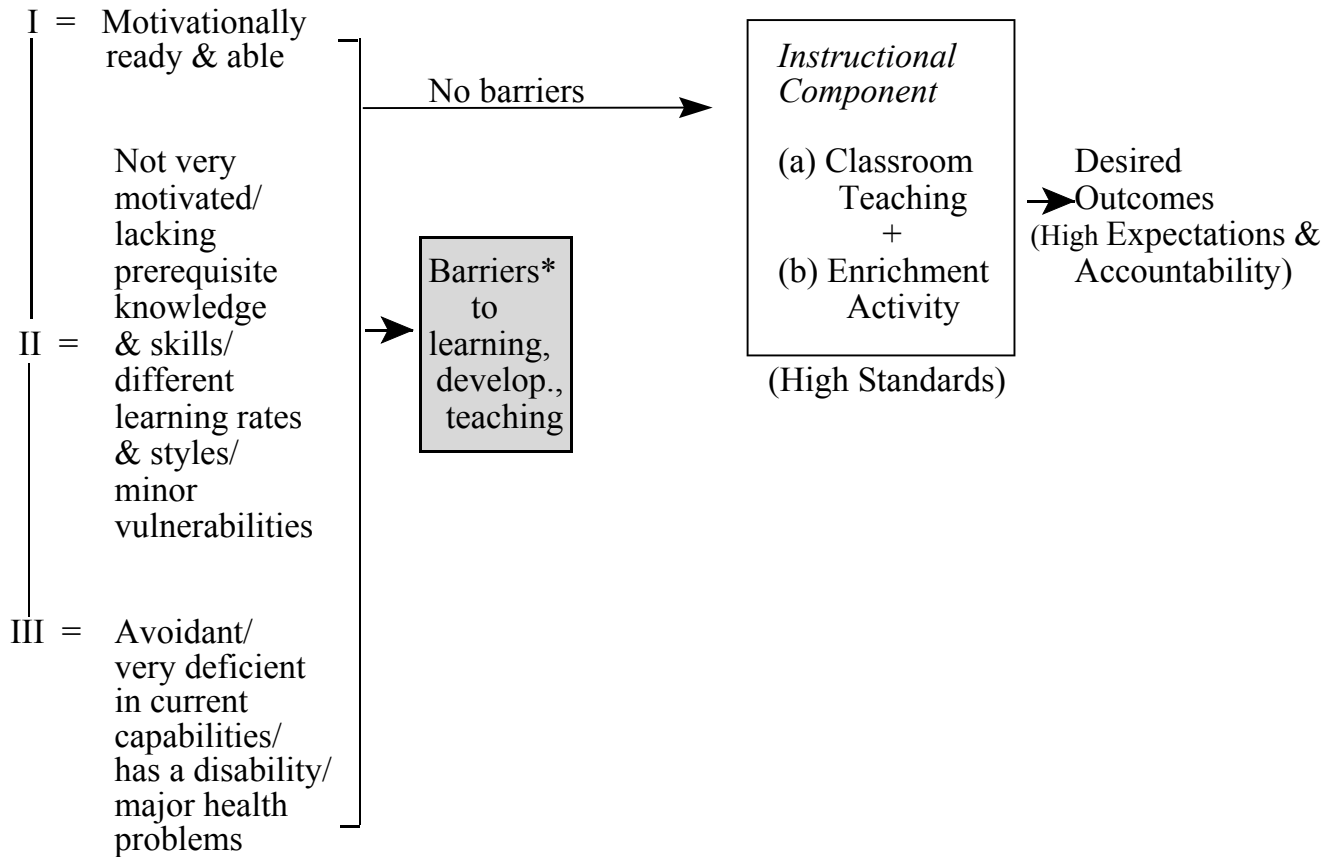 I = Motivationally
ready & able
No barriers
Instructional
Component
(a) Classroom
Teaching
+
(b) Enrichment
Activity
(High Standards)
Desired
Outcomes
(High Expectations &
Accountability)
Not very
motivated/
lacking
prerequisite
knowledge
II = & skills/
different
learning rates
& styles/
minor
vulnerabilities
Barriers*
to
learning,
develop.,
teaching
III = Avoidant/
very deficient
in current
capabilities/
has a disability/
major health
problems